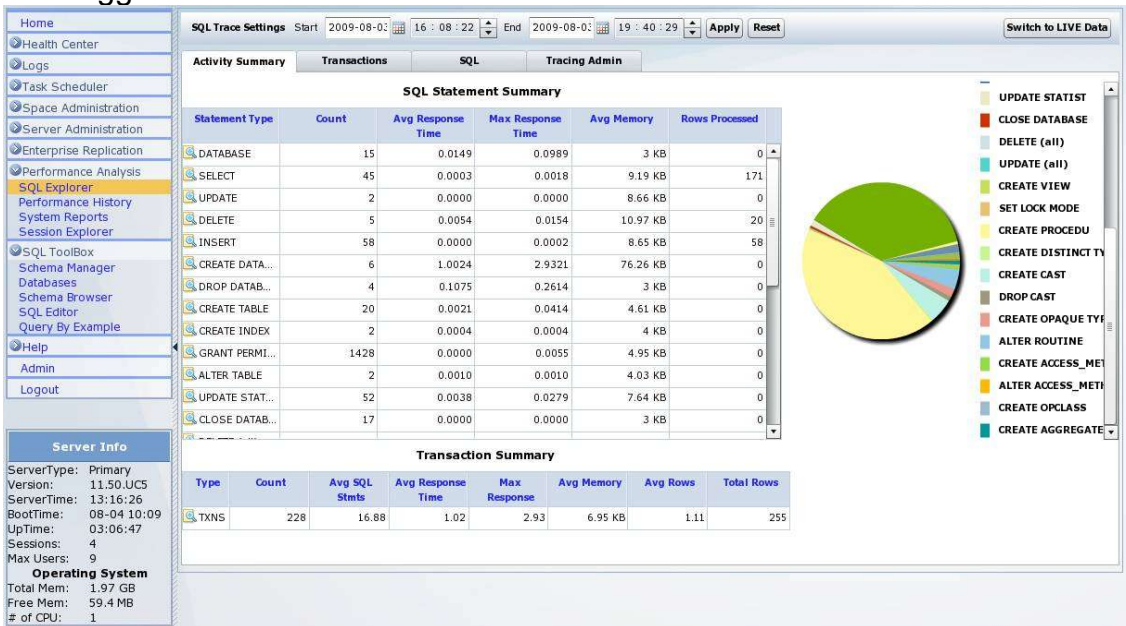 Home
Health Center
Logs
Task Scheduler
Space Administration
Server Administration
Enterprise Replication
Performance Analysis
SQL Explorer
Performance History
System Reports
Session Explorer
SQL ToolBox
Schema Manager
Databases
Schema Browser
SQL Editor
Query By Example
Help
Admin
Logout
Server Info
ServerType: Primary
Version: 11.50.UC5
ServerTime: 13:16:26
BootTime: 08-04 10:09
UpTime: 03:06:47
Sessions: 4
Max Users: 9
Operating System
Total Mem: 1.97 GB
Free Mem: 59.4 MB
# of CPU: 1
SQL Trace Settings Start 2009-08-03 16 : 08 : 22 End 2009-08-03 19 : 40 : 29 Apply Reset Switch to LIVE Data
Activity Summary Transactions SQL Tracing Admin
SQL Statement Summary
Statement Type Count Avg Response Time Max Response Time Avg Memory Rows Processed
DATABASE 15 0.0149 0.0989 3 KB 0
SELECT 45 0.0003 0.0018 9.19 KB 171
UPDATE 2 0.0000 0.0000 8.66 KB 0
DELETE 5 0.0054 0.0154 10.97 KB 20
INSERT 58 0.0000 0.0002 8.65 KB 58
CREATE DATA... 6 1.0024 2.9321 76.26 KB 0
DROP DATAB... 4 0.1075 0.2614 3 KB 0
CREATE TABLE 20 0.0021 0.0414 4.61 KB 0
CREATE INDEX 2 0.0004 0.0004 4 KB 0
GRANT PERMI... 1428 0.0000 0.0055 4.95 KB 0
ALTER TABLE 2 0.0010 0.0010 4.03 KB 0
UPDATE STAT... 52 0.0038 0.0279 7.64 KB 0
CLOSE DATAB... 17 0.0000 0.0000 3 KB 0
UPDATE STATIST
CLOSE DATABASE
DELETE (all)
UPDATE (all)
CREATE VIEW
SET LOCK MODE
CREATE PROCEDU
CREATE DISTINCT TY
CREATE CAST
DROP CAST
CREATE OPAQUE TYP
ALTER ROUTINE
CREATE ACCESS_MET
ALTER ACCESS_METH
CREATE OPCLASS
CREATE AGGREGATE
Transaction Summary
Type Count Avg SQL Stmts Avg Response Time Max Response Avg Memory Avg Rows Total Rows
TXNS 228 16.88 1.02 2.93 6.95 KB 1.11 255